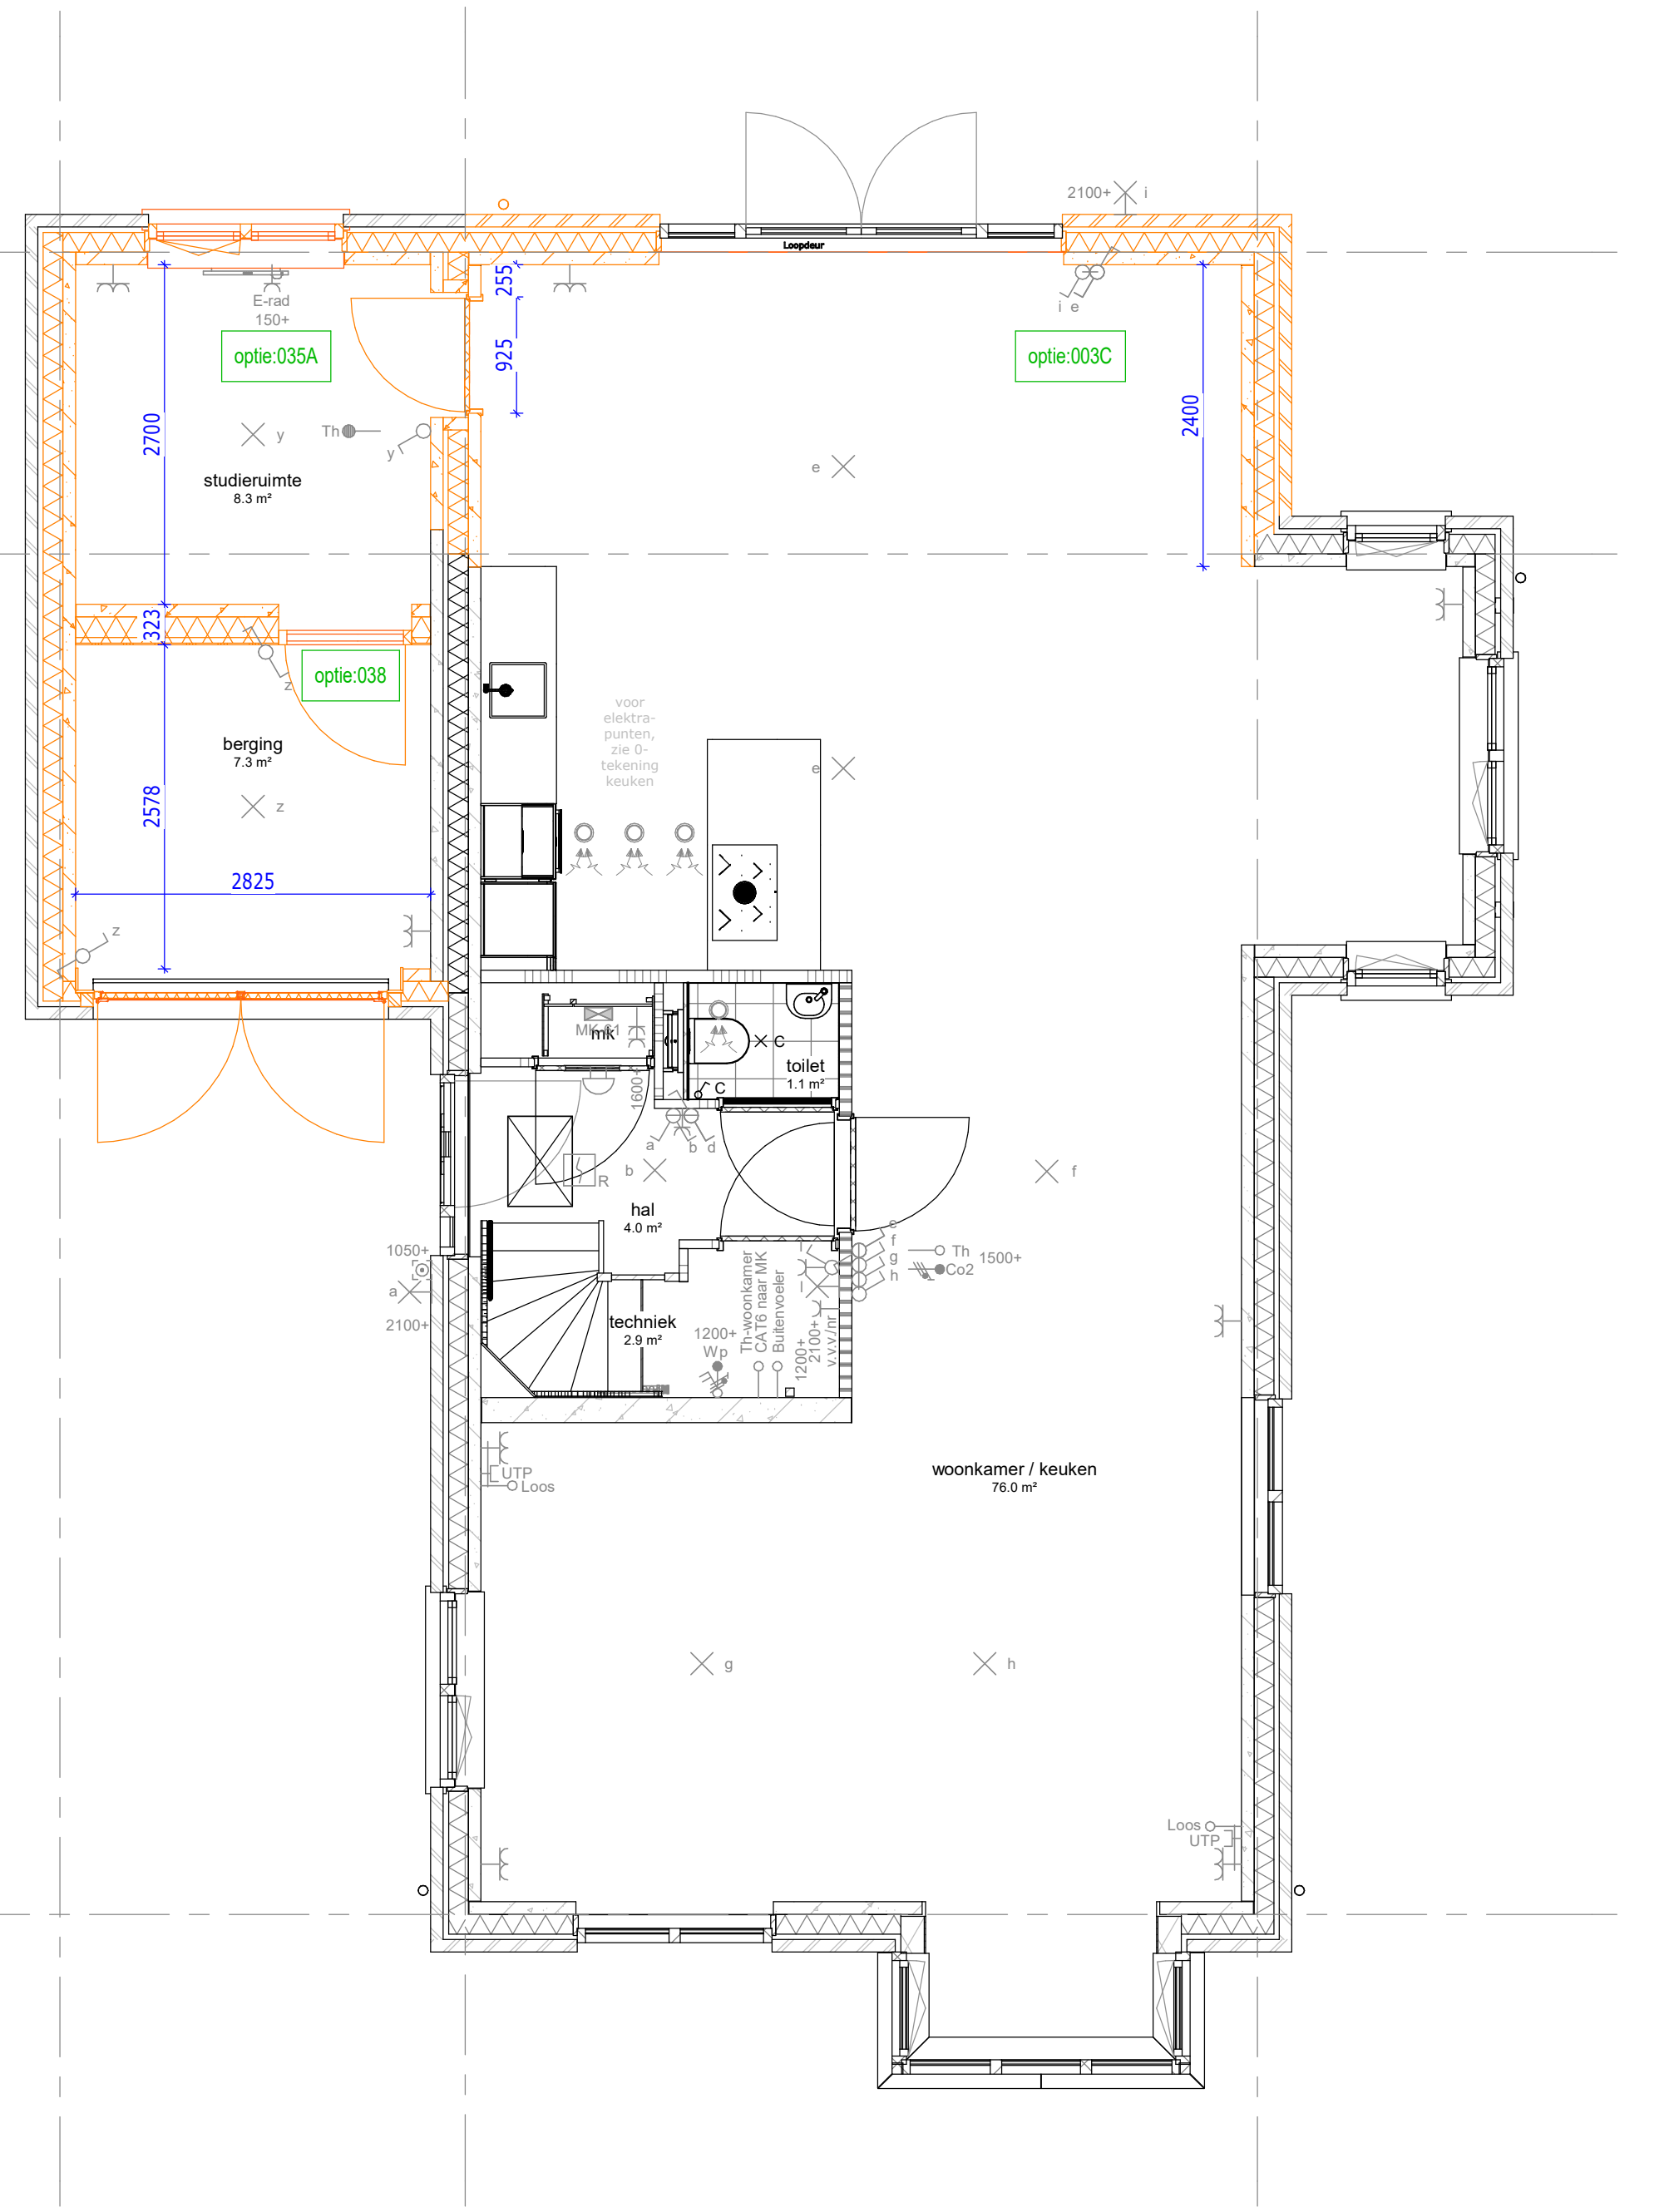 2100+ i
Loopdeur
E-rad
150+
optie:035A
255
925
i e
optie:003C
2400
2700
y
Th
y
studieruimte
8.3 m²
e
323
z
optie:038
voor
elektra-
punten,
zie 0-
tekening
keuken
berging
7.3 m²
e
z
2578
2825
z
MK 61
mk
C
toilet
1.1 m²
C
1600+
a
b d
b
R
f
hal
4.0 m²
e
f
g
h
Th
1500+
Co2
1050+
a
2100+
techniek
2.9 m²
1200+
Wp
Th-woonkamer
CAT6 naar MK
Buitenvoeler
1200+
2100+
v.v.v./nr
UTP
Loos
woonkamer / keuken
76.0 m²
g
h
Loos
UTP